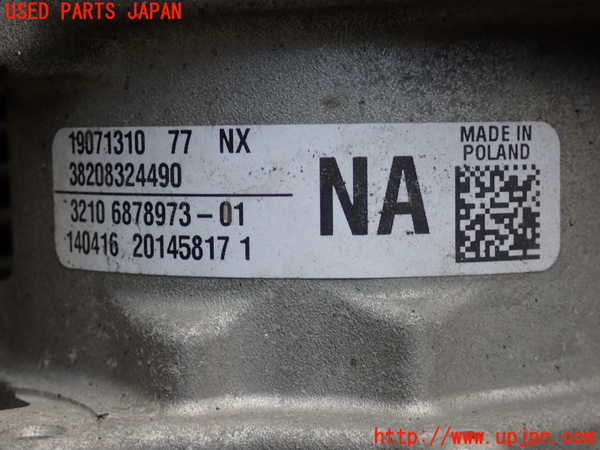 USED PARTS JAPAN
19071310 77 NX
38208324490
3210 6878973-01
140416 20145817 1
NA
MADE IN
POLAND
http://www.upjpn.com/